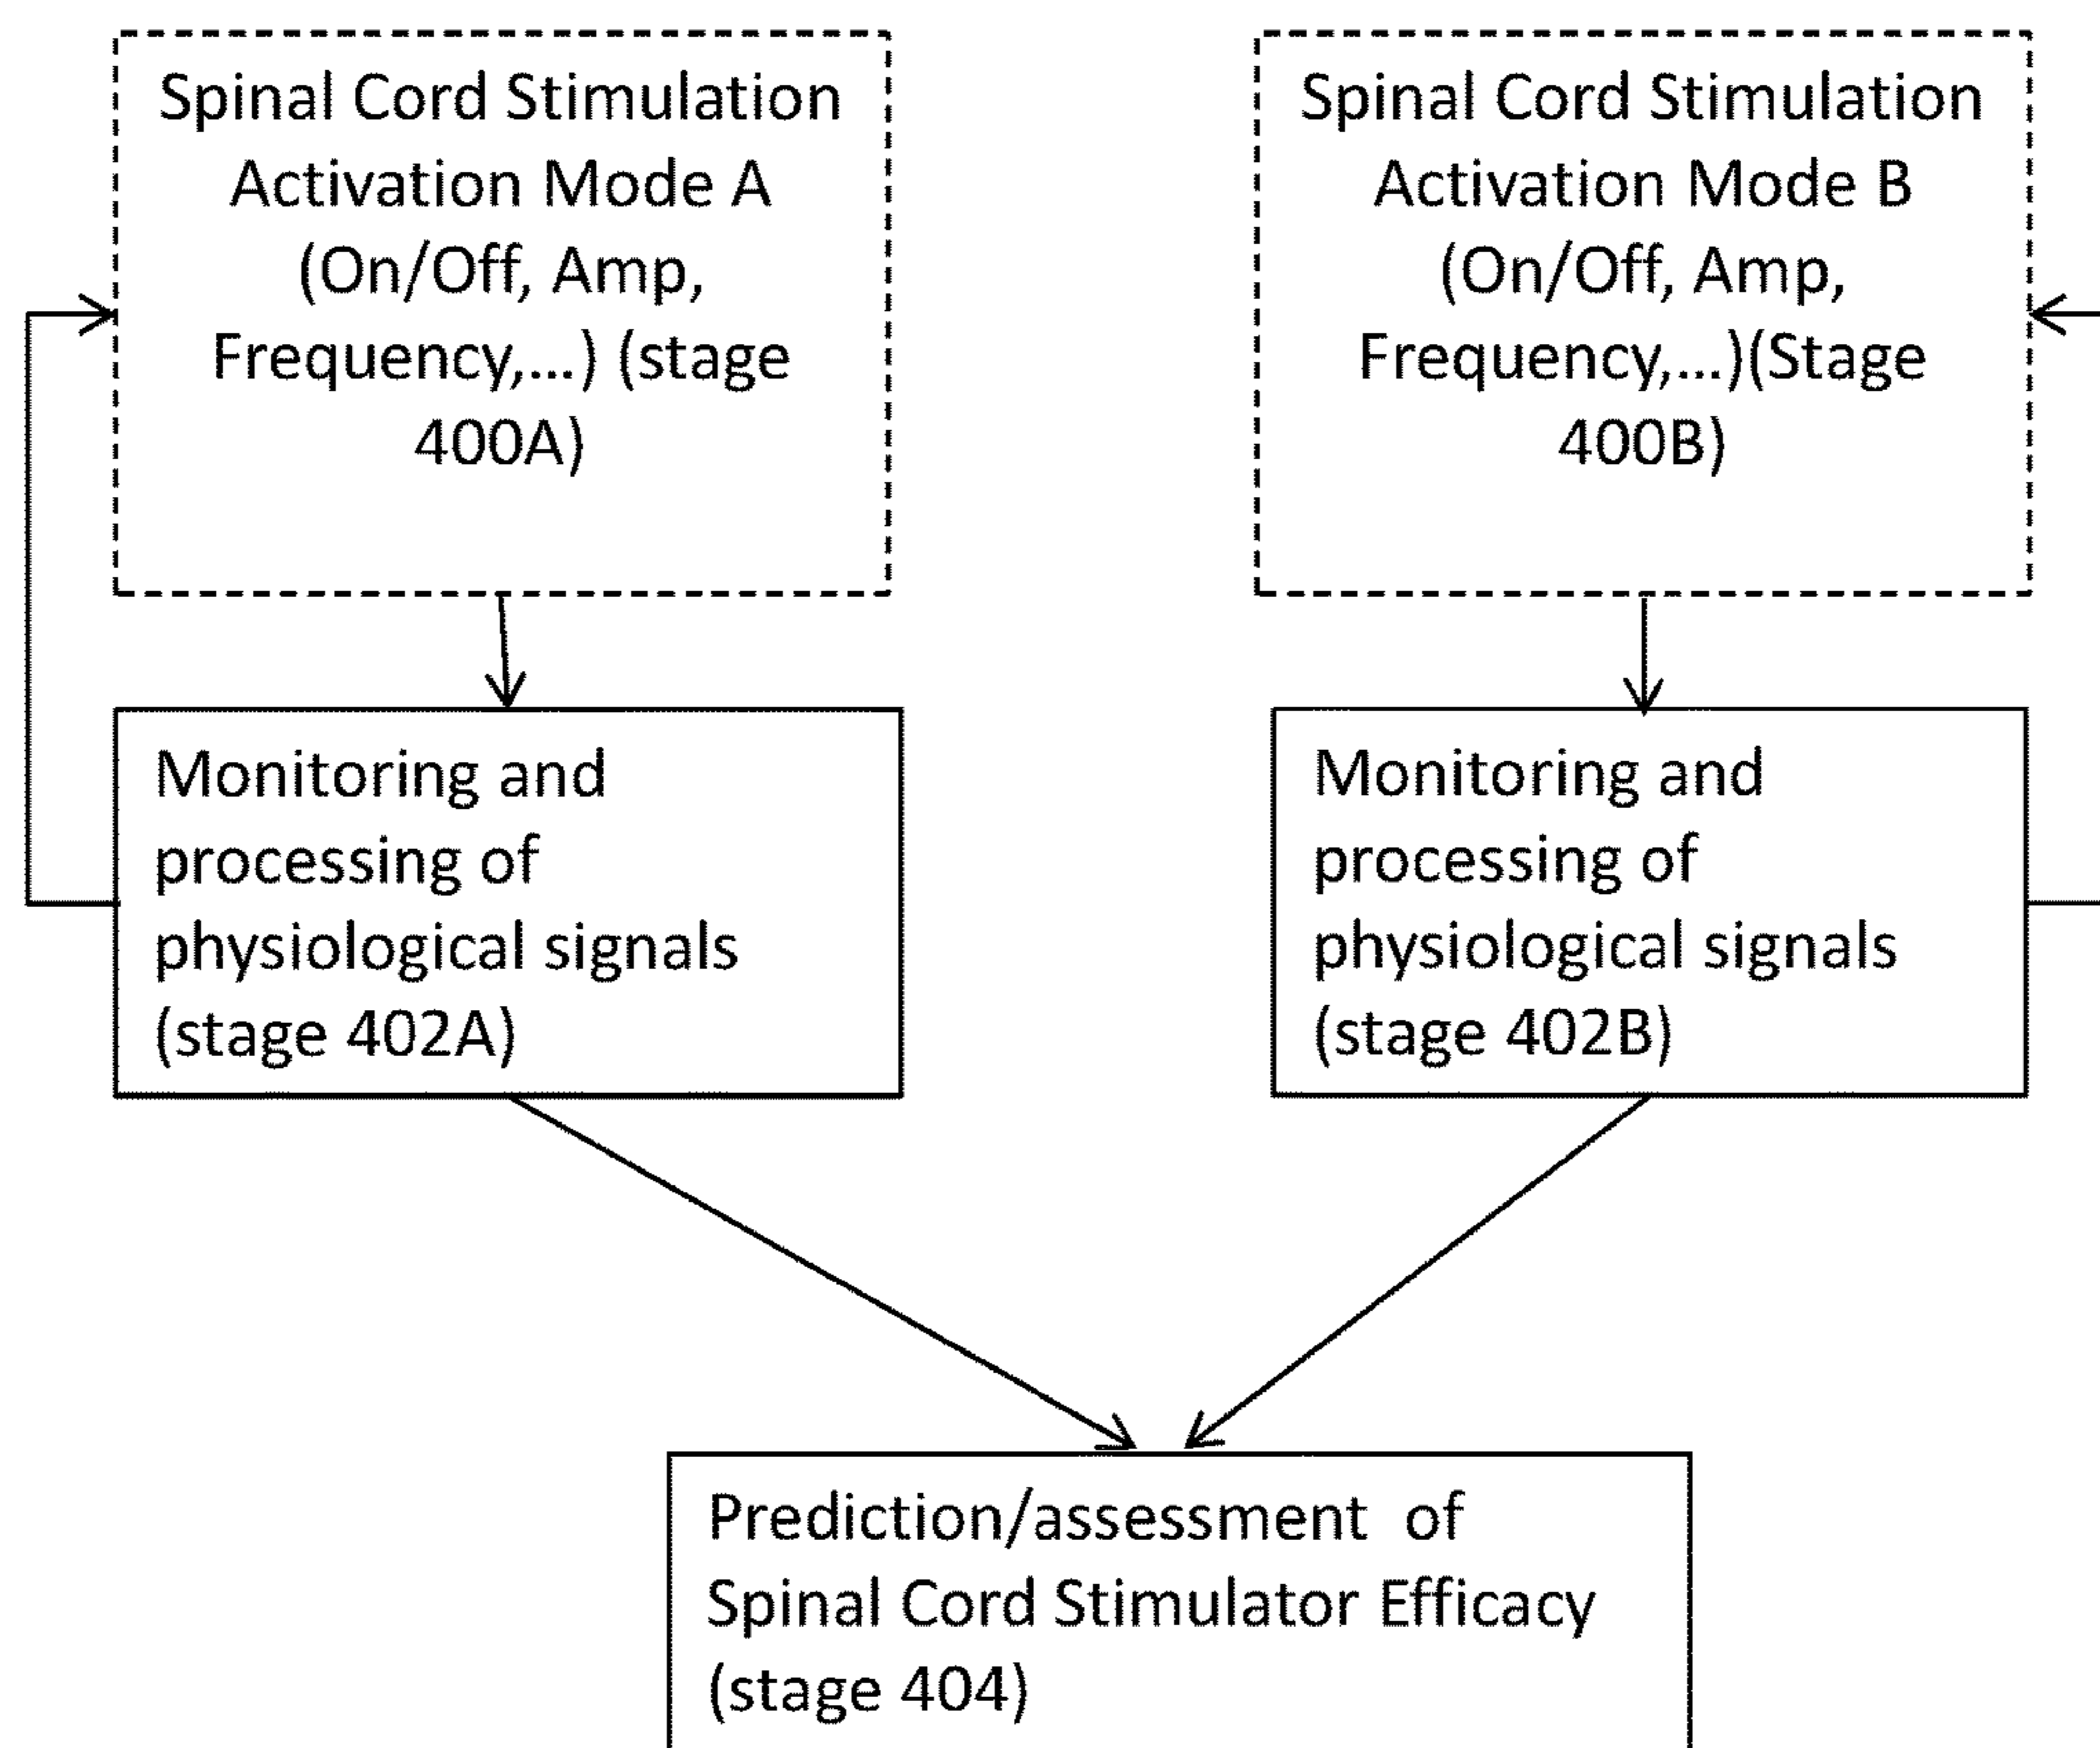 Spinal Cord Stimulation
Activation Mode A
(On/Off, Amp,
Frequency,...) (stage
400A)
Spinal Cord Stimulation
Activation Mode B
(On/Off, Amp,
Frequency,...)(Stage
400B)
Monitoring and
processing of
physiological signals
(stage 402A)
Monitoring and
processing of
physiological signals
(stage 402B)
Prediction/assessment of
Spinal Cord Stimulator Efficacy
(stage 404)